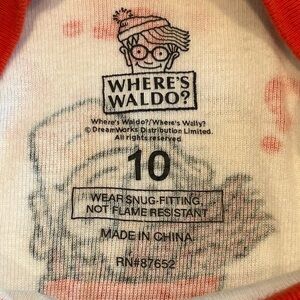 WHERE'S
WALDO?
Where's Waldo?/Where's Wally?
© DreamWorks Distribution Limited.
All rights reserved
10
WEAR SNUG-FITTING,
NOT FLAME RESISTANT
MADE IN CHINA
RN#87652